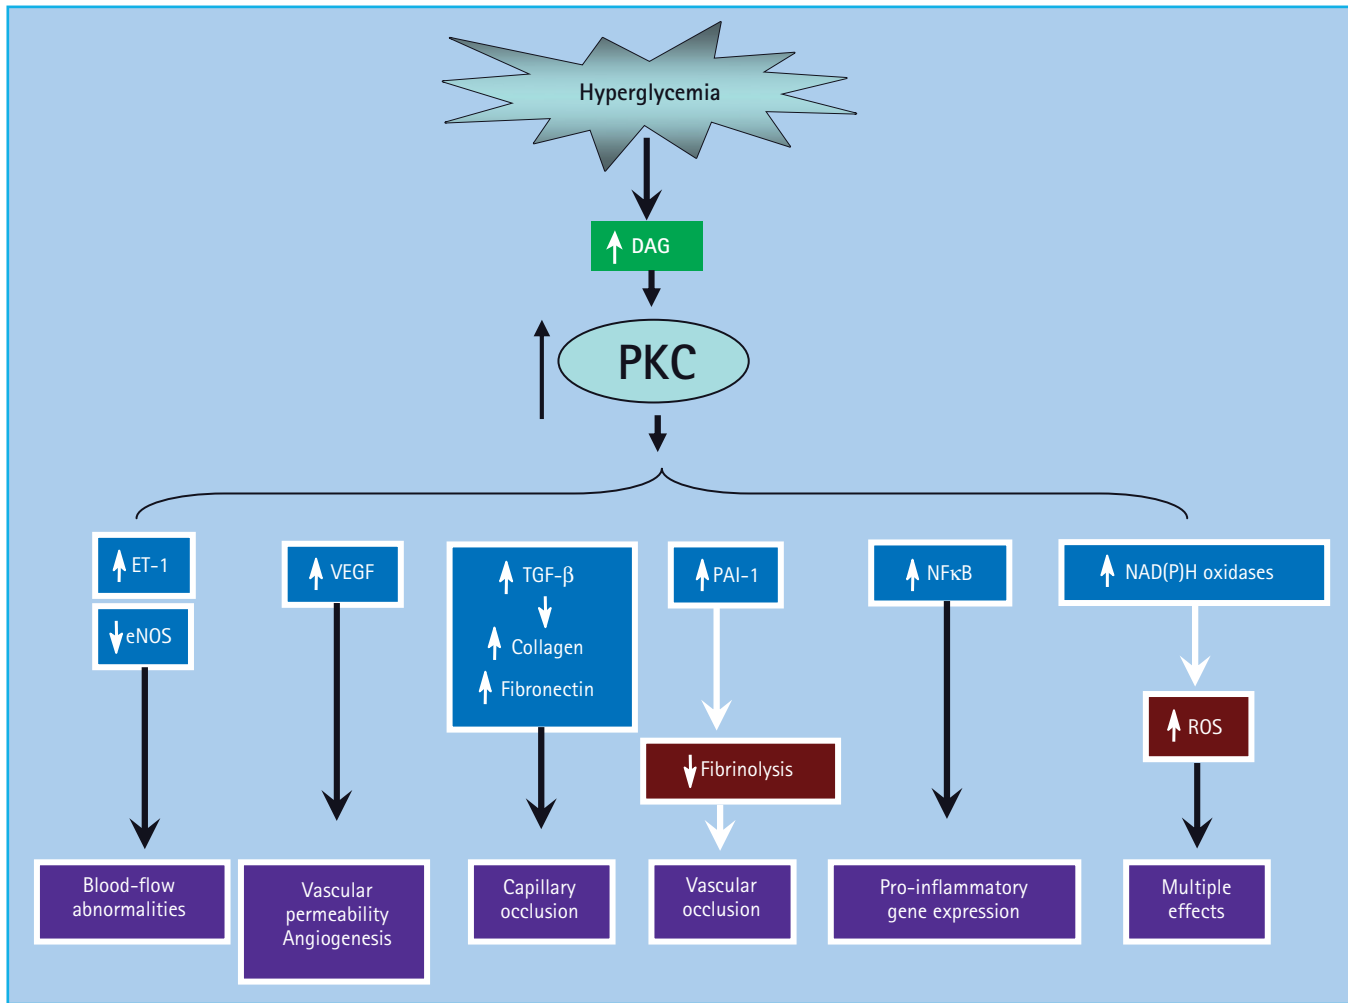 Hyperglycemia
DAG
PKC
ET-1
eNOS
VEGF
TGF-β
Collagen
Fibronectin
PAI-1
NFκB
NAD(P)H oxidases
Fibrinolysis
ROS
Blood-flow
abnormalities
Vascular
permeability
Angiogenesis
Capillary
occlusion
Vascular
occlusion
Pro-inflammatory
gene expression
Multiple
effects